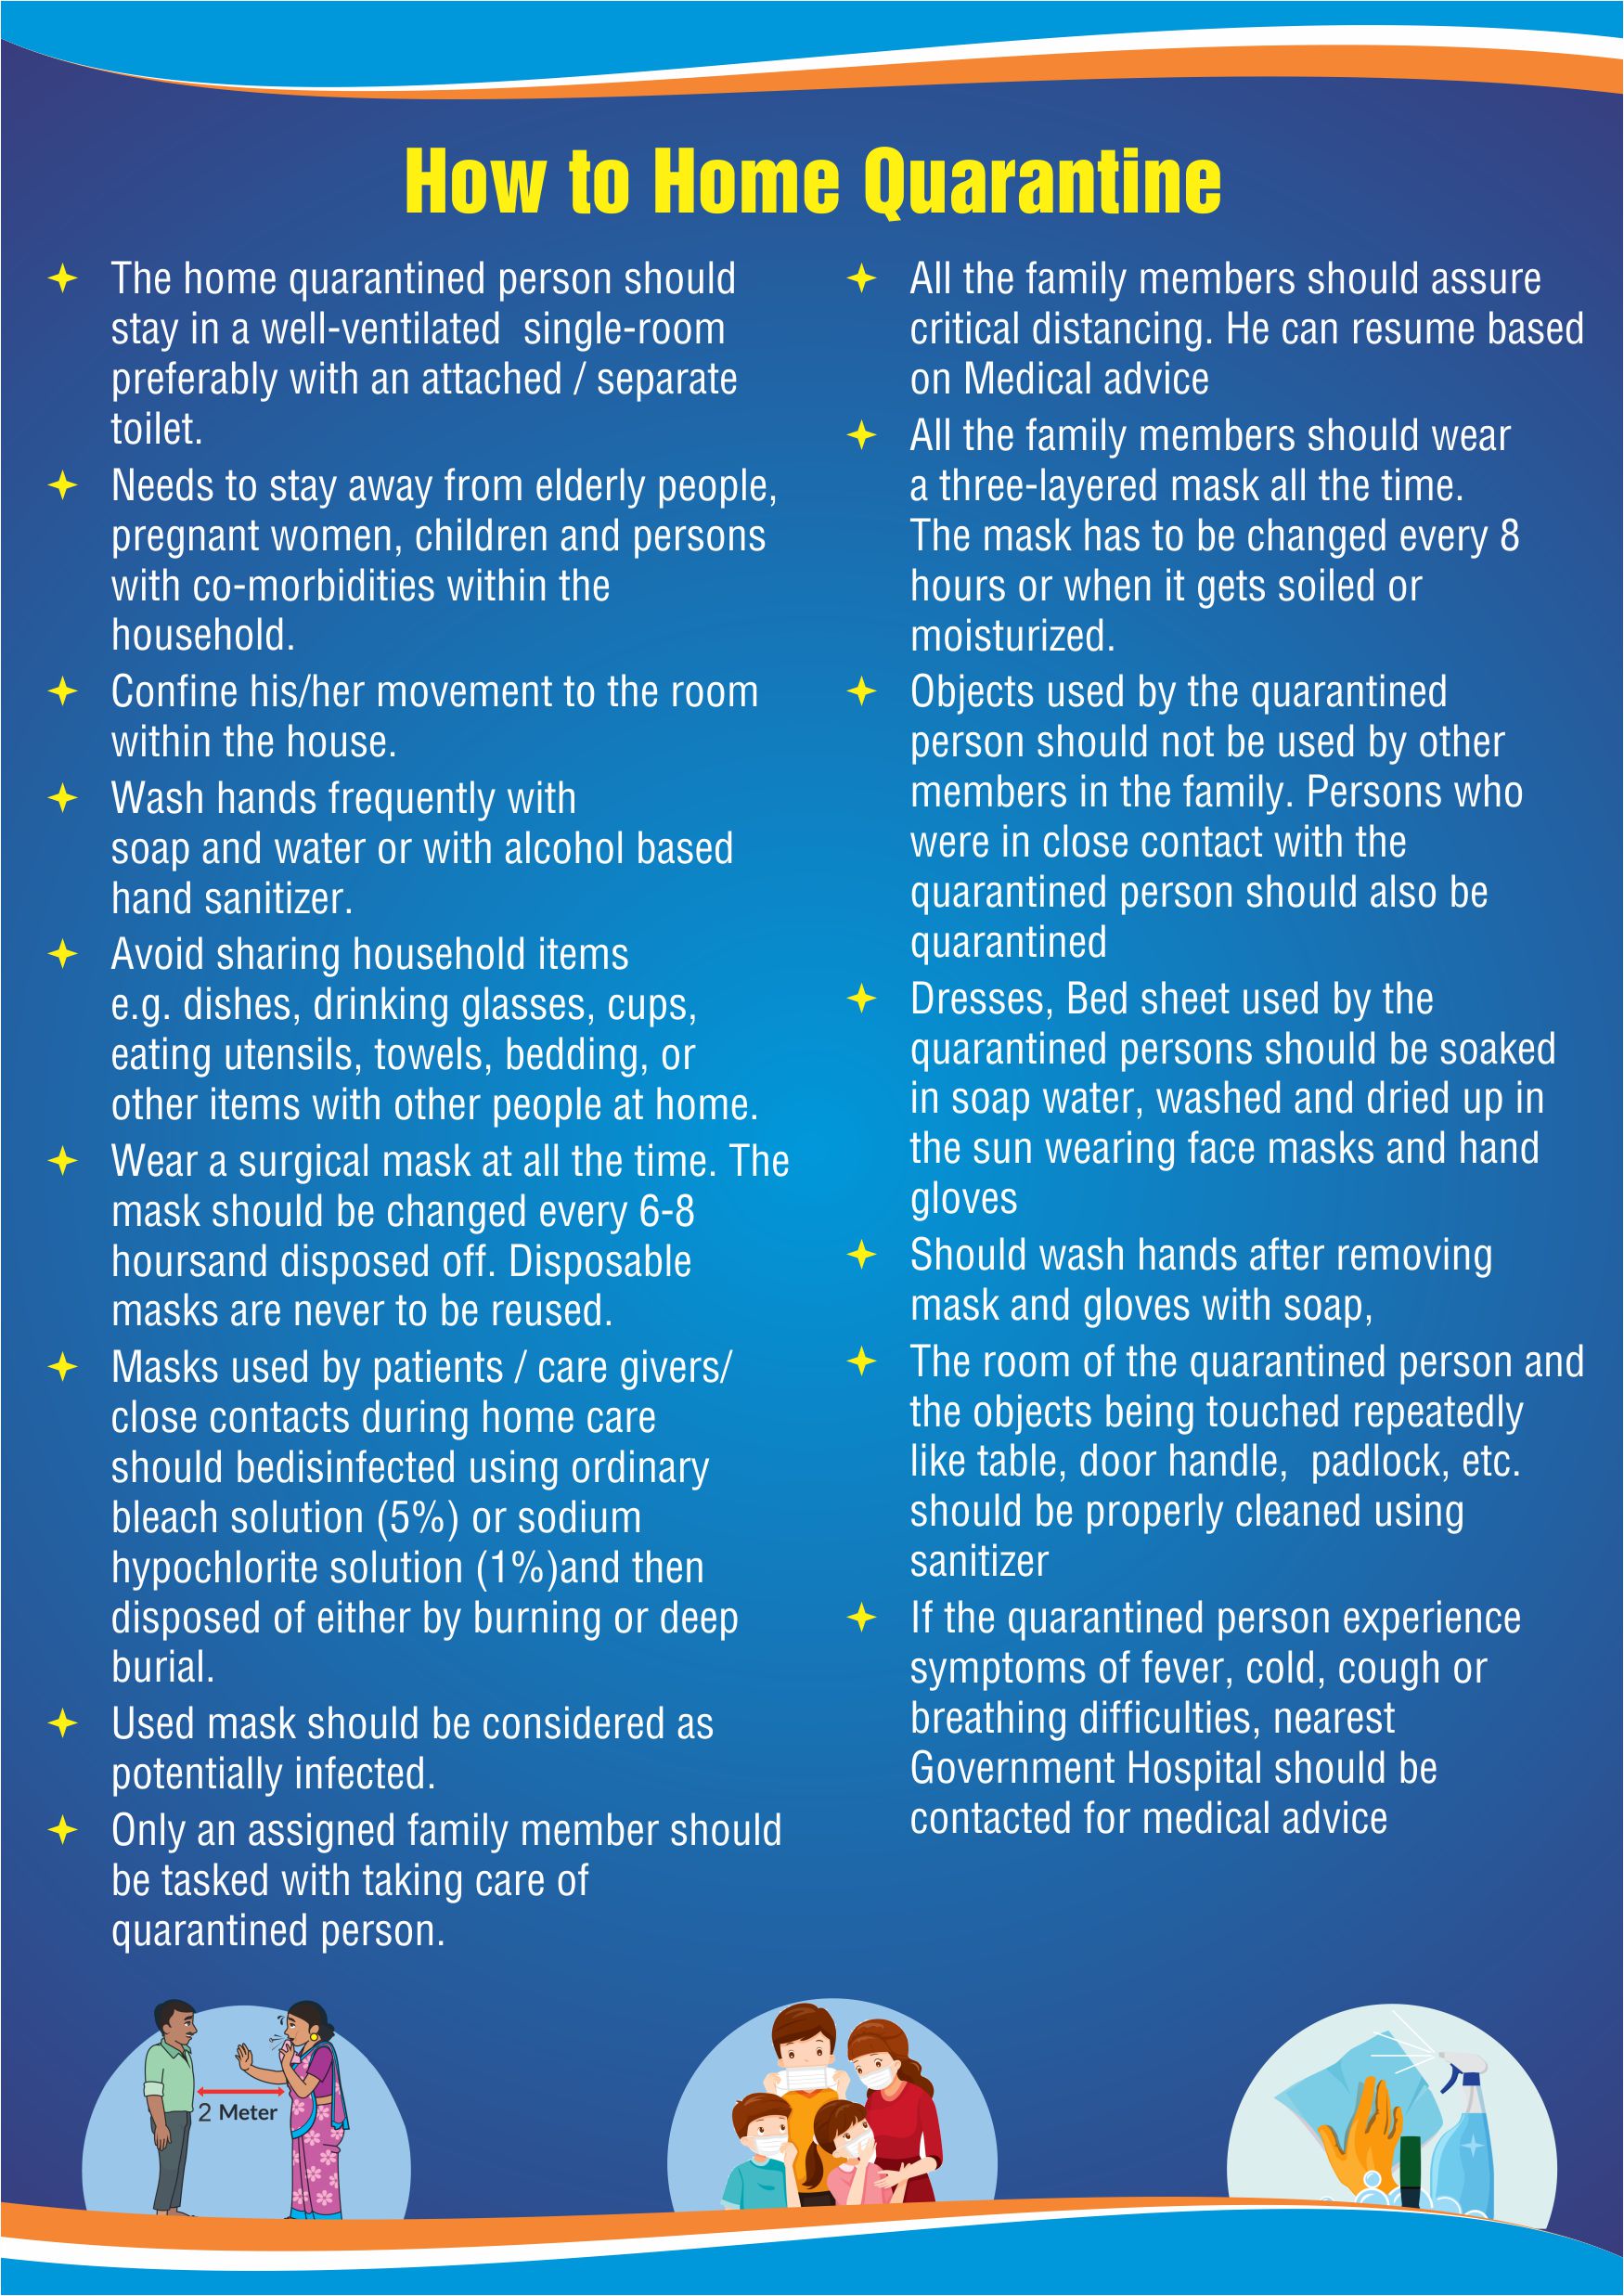 How to Home Quarantine
The home quarantined person should
stay in a well-ventilated  single-room
preferably with an attached / separate
toilet.
Needs to stay away from elderly people,
pregnant women, children and persons
with co-morbidities within the
household.
Confine his/her movement to the room
within the house.
Wash hands frequently with
soap and water or with alcohol based
hand sanitizer.
Avoid sharing household items
e.g. dishes, drinking glasses, cups,
eating utensils, towels, bedding, or
other items with other people at home.
Wear a surgical mask at all the time. The
mask should be changed every 6-8
hoursand disposed off. Disposable
masks are never to be reused.
Masks used by patients / care givers/
close contacts during home care
should bedisinfected using ordinary
bleach solution (5%) or sodium
hypochlorite solution (1%)and then
disposed of either by burning or deep
burial.
Used mask should be considered as
potentially infected.
Only an assigned family member should
be tasked with taking care of
quarantined person.
All the family members should assure
critical distancing. He can resume based
on Medical advice
All the family members should wear
a three-layered mask all the time.
The mask has to be changed every 8
hours or when it gets soiled or
moisturized.
Objects used by the quarantined
person should not be used by other
members in the family. Persons who
were in close contact with the
quarantined person should also be
quarantined
Dresses, Bed sheet used by the
quarantined persons should be soaked
in soap water, washed and dried up in
the sun wearing face masks and hand
gloves
Should wash hands after removing
mask and gloves with soap,
The room of the quarantined person and
the objects being touched repeatedly
like table, door handle,  padlock, etc.
should be properly cleaned using
sanitizer
If the quarantined person experience
symptoms of fever, cold, cough or
breathing difficulties, nearest
Government Hospital should be
contacted for medical advice
2 Meter